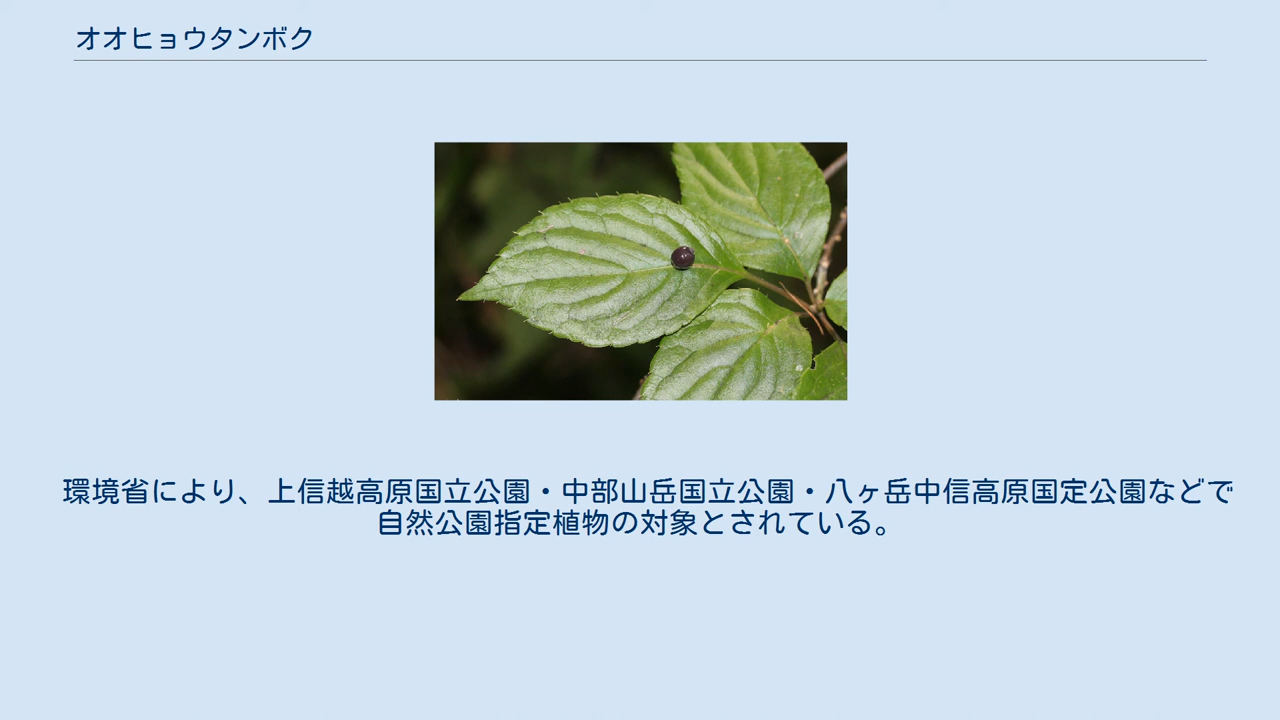 オオヒョウタンボク
環境省により、上信越高原国立公園・中部山岳国立公園・八ヶ岳中信高原国定公園などで
自然公園指定植物の対象とされている。